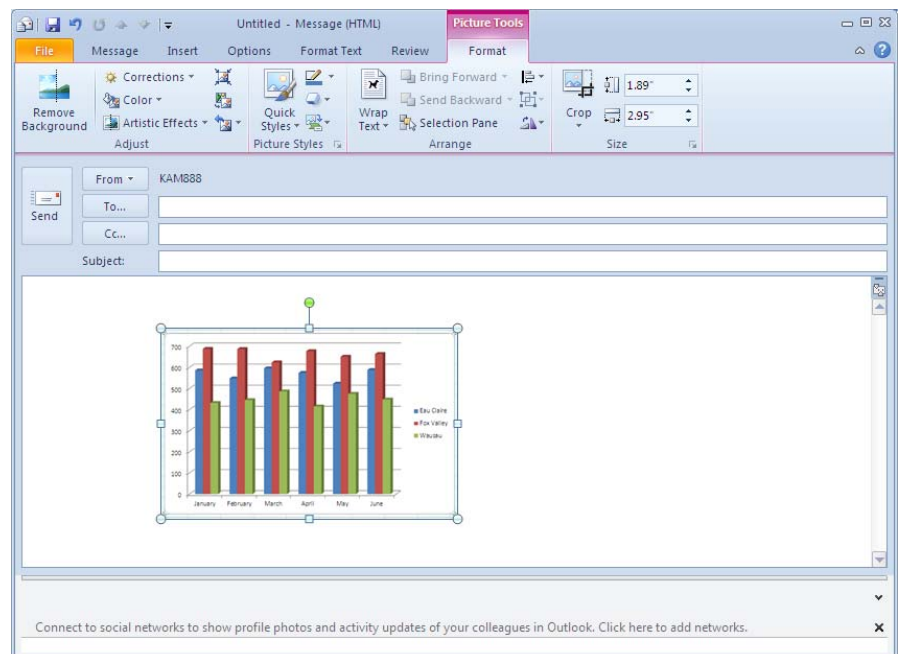 Untitled - Message (HTML)
Picture Tools
File Message Insert Options Format Text Review Format
Remove Background
Corrections
Color
Artistic Effects
Adjust
Quick Styles
Picture Styles
Wrap Text
Bring Forward
Send Backward
Selection Pane
Arrange
Crop
1.89"
2.95"
Size
Send
From
KAM888
To...
Cc...
Subject:
700
600
500
400
300
200
100
0
January February March April May June
Eau Claire
Fox Valley
Wausau
Connect to social networks to show profile photos and activity updates of your colleagues in Outlook. Click here to add networks.